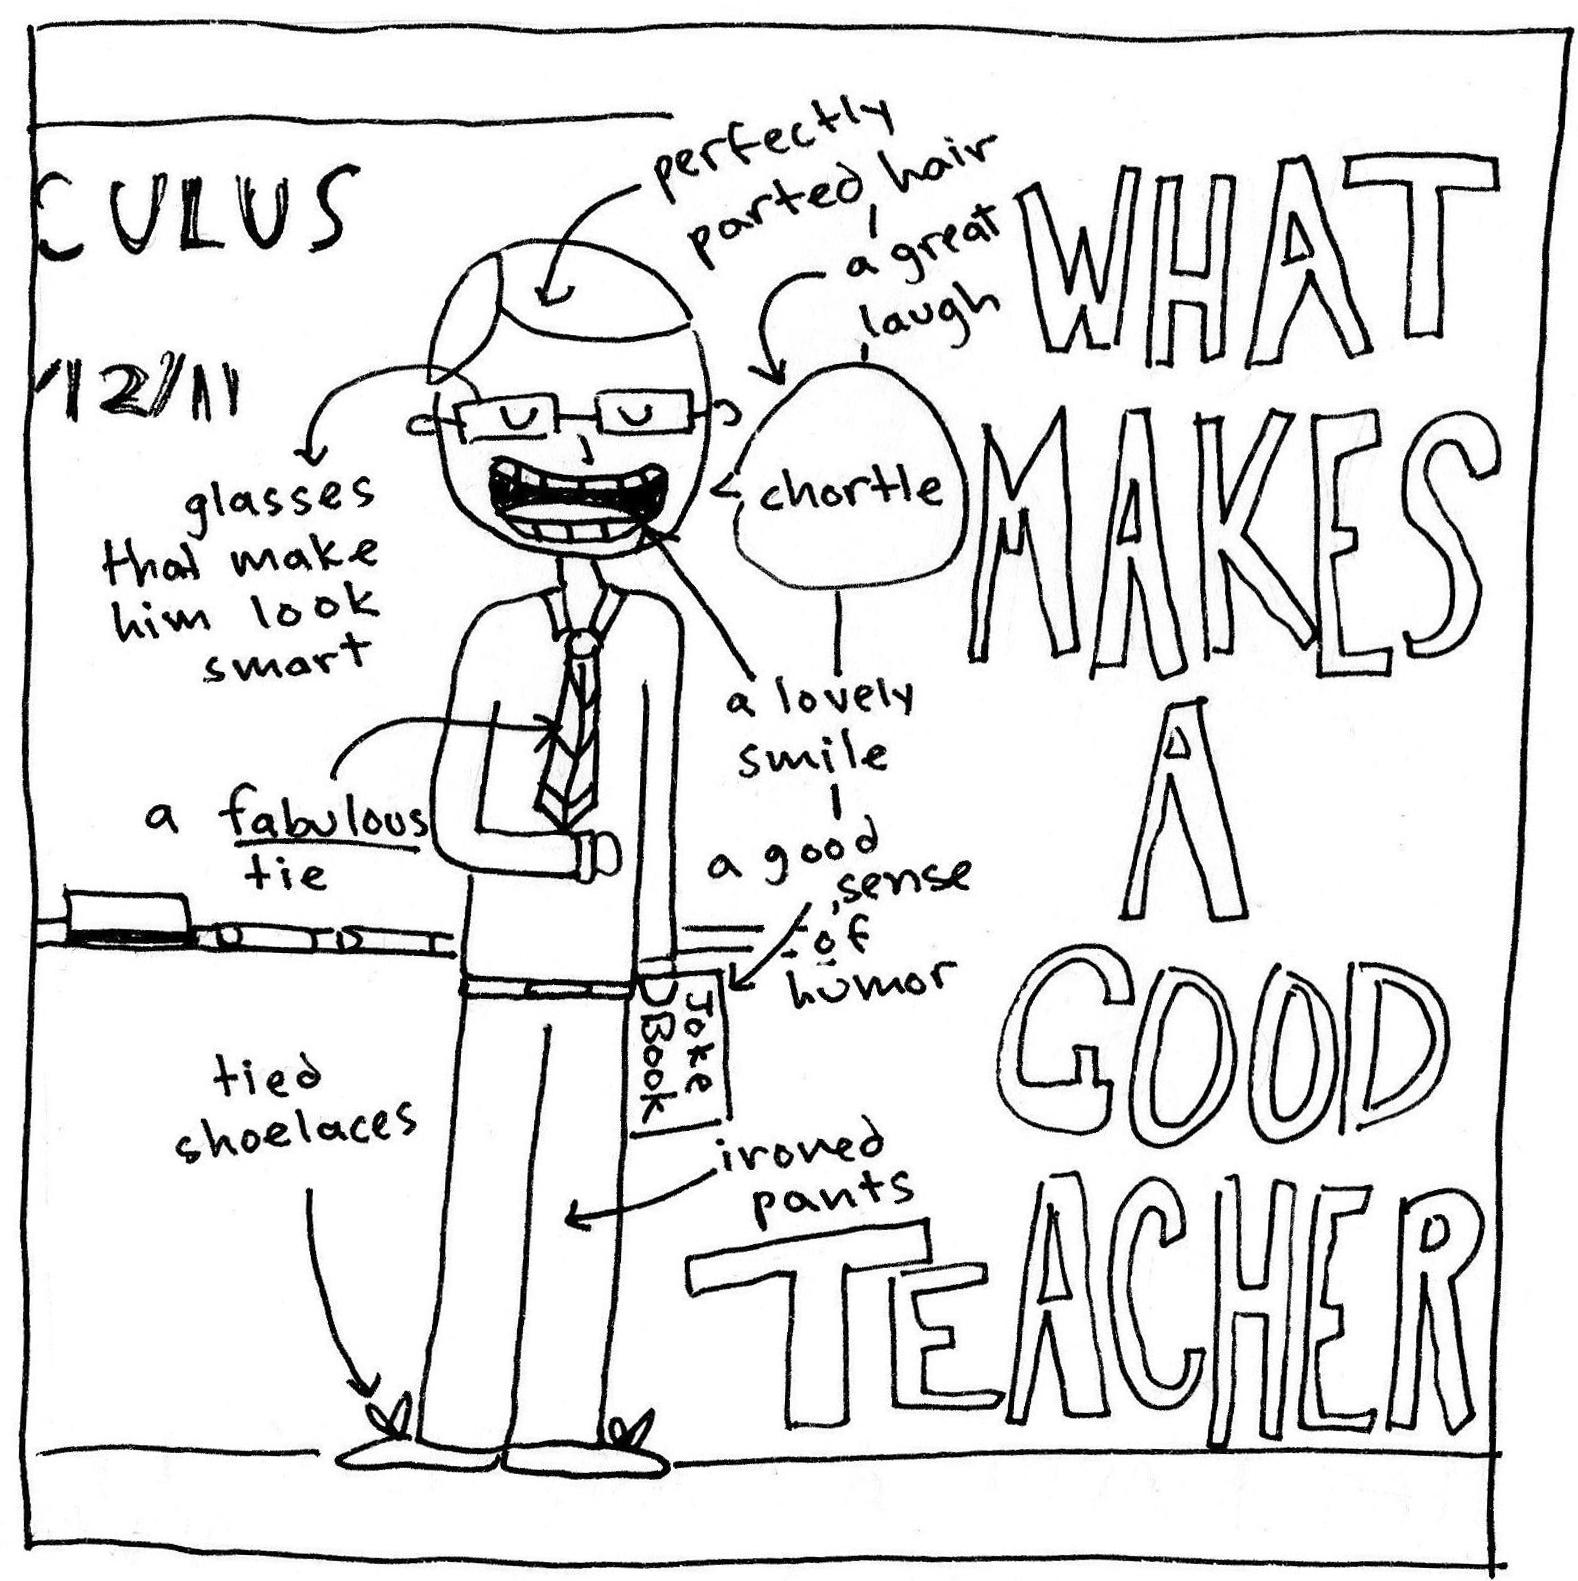 CULUS
/12/11
perfectly
parted hair
a great
laugh
chortle
glasses
that make
him look
smart
a lovely
smile
a fabulous
tie
a good
sense
of
humor
Joke
Book
tied
shoelaces
ironed
pants
WHAT
MAKES
A
GOOD
TEACHER